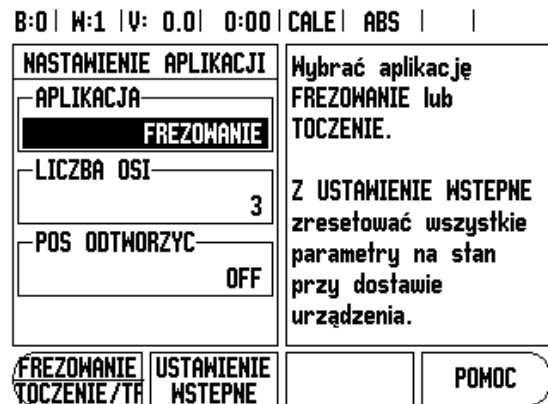 B:0| W:1 |V: 0.0| 0:00|CALE| ABS | |
NASTAWIENIE APLIKACJI
APLIKACJA
FREZOWANIE
LICZBA OSI
3
POS ODTWORZYC
OFF
Wybrać aplikację
FREZOWANIE lub
TOCZENIE.
Z USTAWIENIE WSTEPNE
zresetować wszystkie
parametry na stan
przy dostawie
urządzenia.
FREZOWANIE
TOCZENIE/TR
USTAWIENIE
WSTEPNE
POMOC